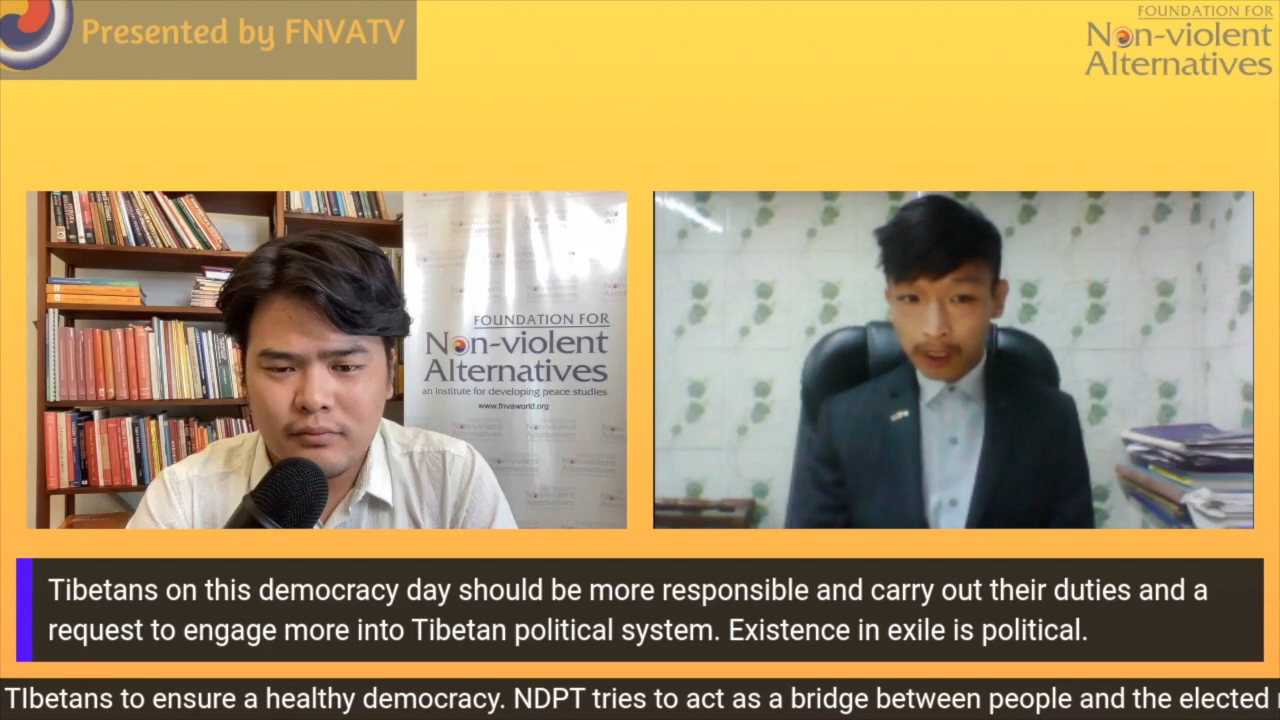 Presented by FNVATV
FOUNDATION FOR
Non-violent
Alternatives
FOUNDATION FOR
Non-violent
Alternatives
an institute for developing peace studies
www.fnvaworld.org
Tibetans on this democracy day should be more responsible and carry out their duties and a
request to engage more into Tibetan political system. Existence in exile is political.
TIbetans to ensure a healthy democracy. NDPT tries to act as a bridge between people and the elected